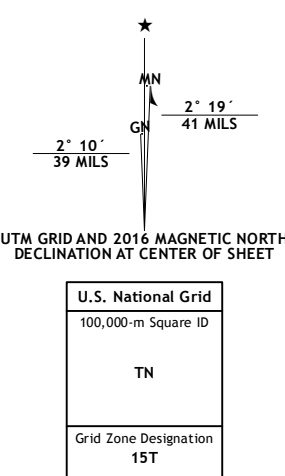 ★
MN
2° 19´
41 MILS
GN
2° 10´
39 MILS
UTM GRID AND 2016 MAGNETIC NORTH
DECLINATION AT CENTER OF SHEET
U.S. National Grid
100,000-m Square ID
TN
Grid Zone Designation
15T